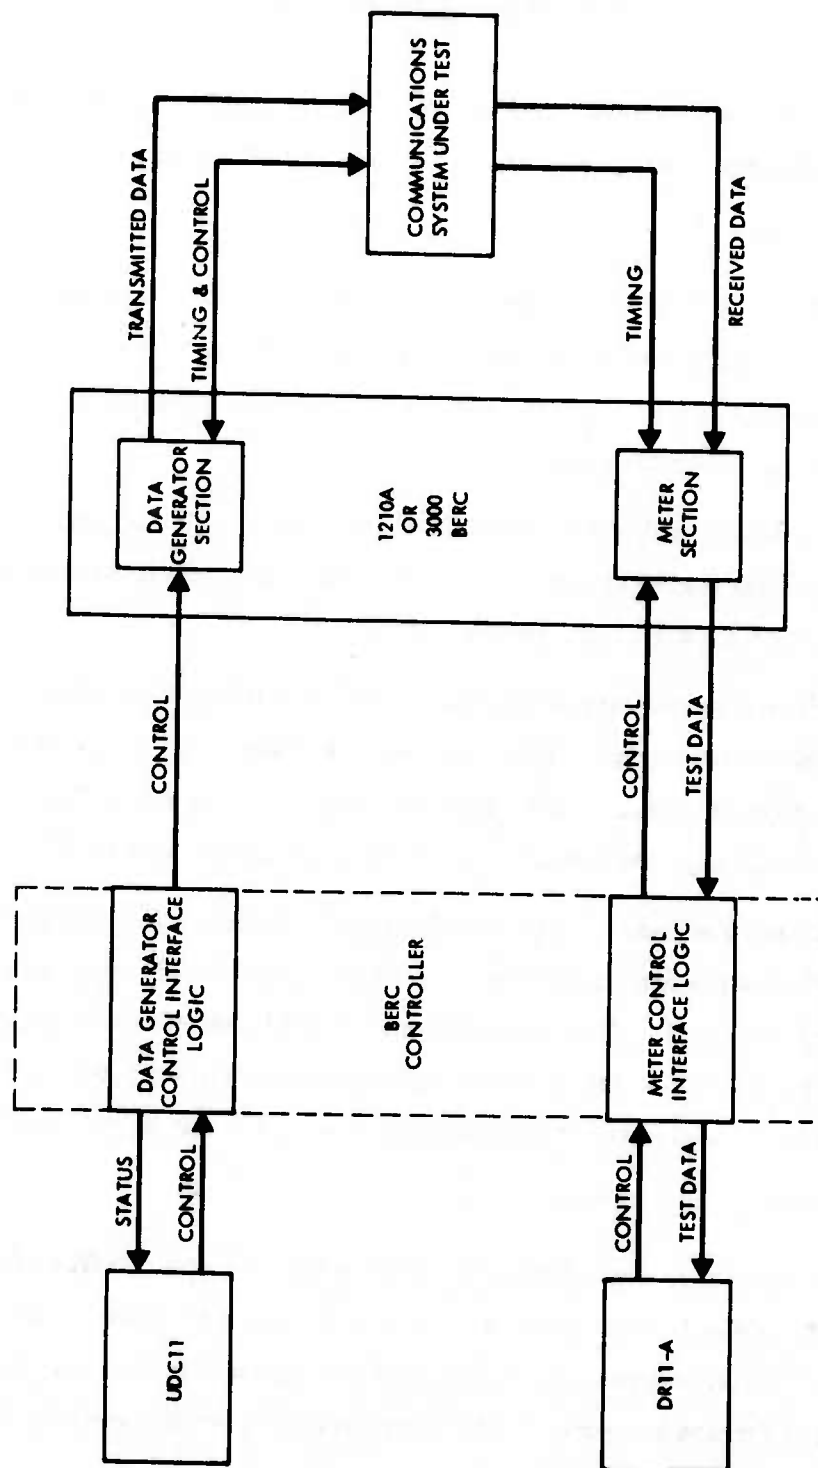 DR11-A
UDC11
CONTROL
TEST DATA
STATUS
CONTROL
METER CONTROL
INTERFACE LOGIC
BERC
CONTROLLER
DATA GENERATOR
CONTROL INTERFACE
LOGIC
CONTROL
TEST DATA
CONTROL
METER
SECTION
1210A
OR
3000
BERC
DATA
GENERATOR
SECTION
TIMING
RECEIVED DATA
TIMING & CONTROL
TRANSMITTED DATA
COMMUNICATIONS
SYSTEM UNDER TEST